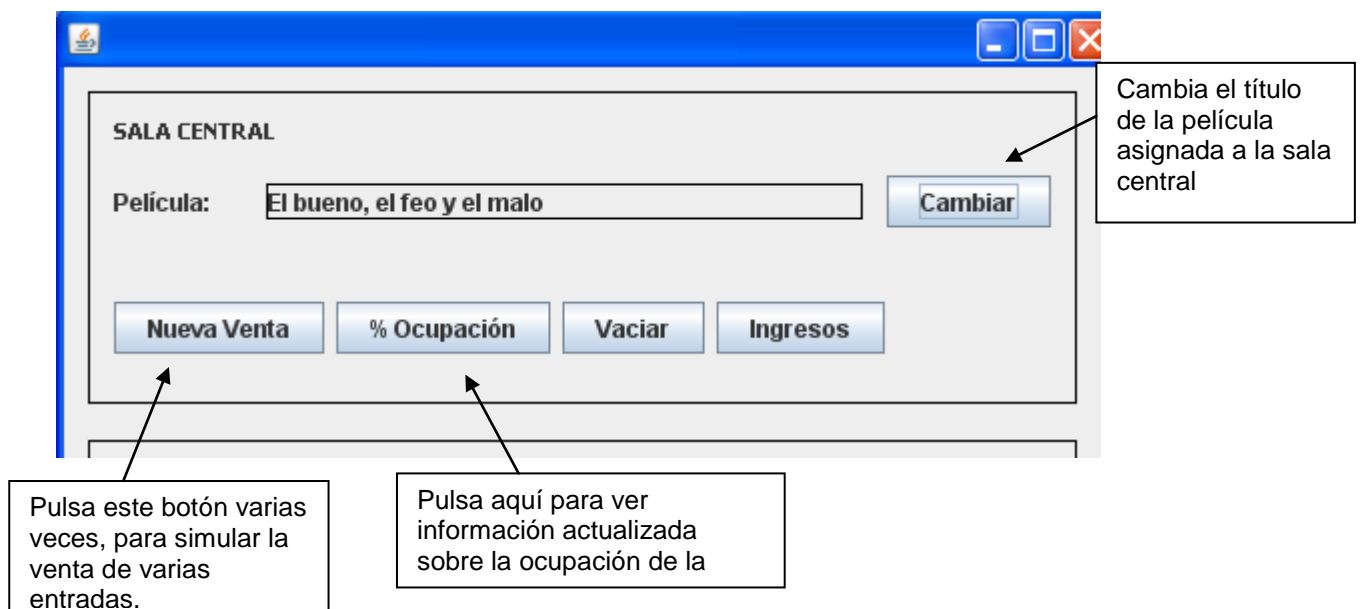 Cambia el título
de la película
asignada a la sala
central
SALA CENTRAL
Película: El bueno, el feo y el malo Cambiar
Nueva Venta % Ocupación Vaciar Ingresos
Pulsa este botón varias
veces, para simular la
venta de varias
entradas.
Pulsa aquí para ver
información actualizada
sobre la ocupación de la